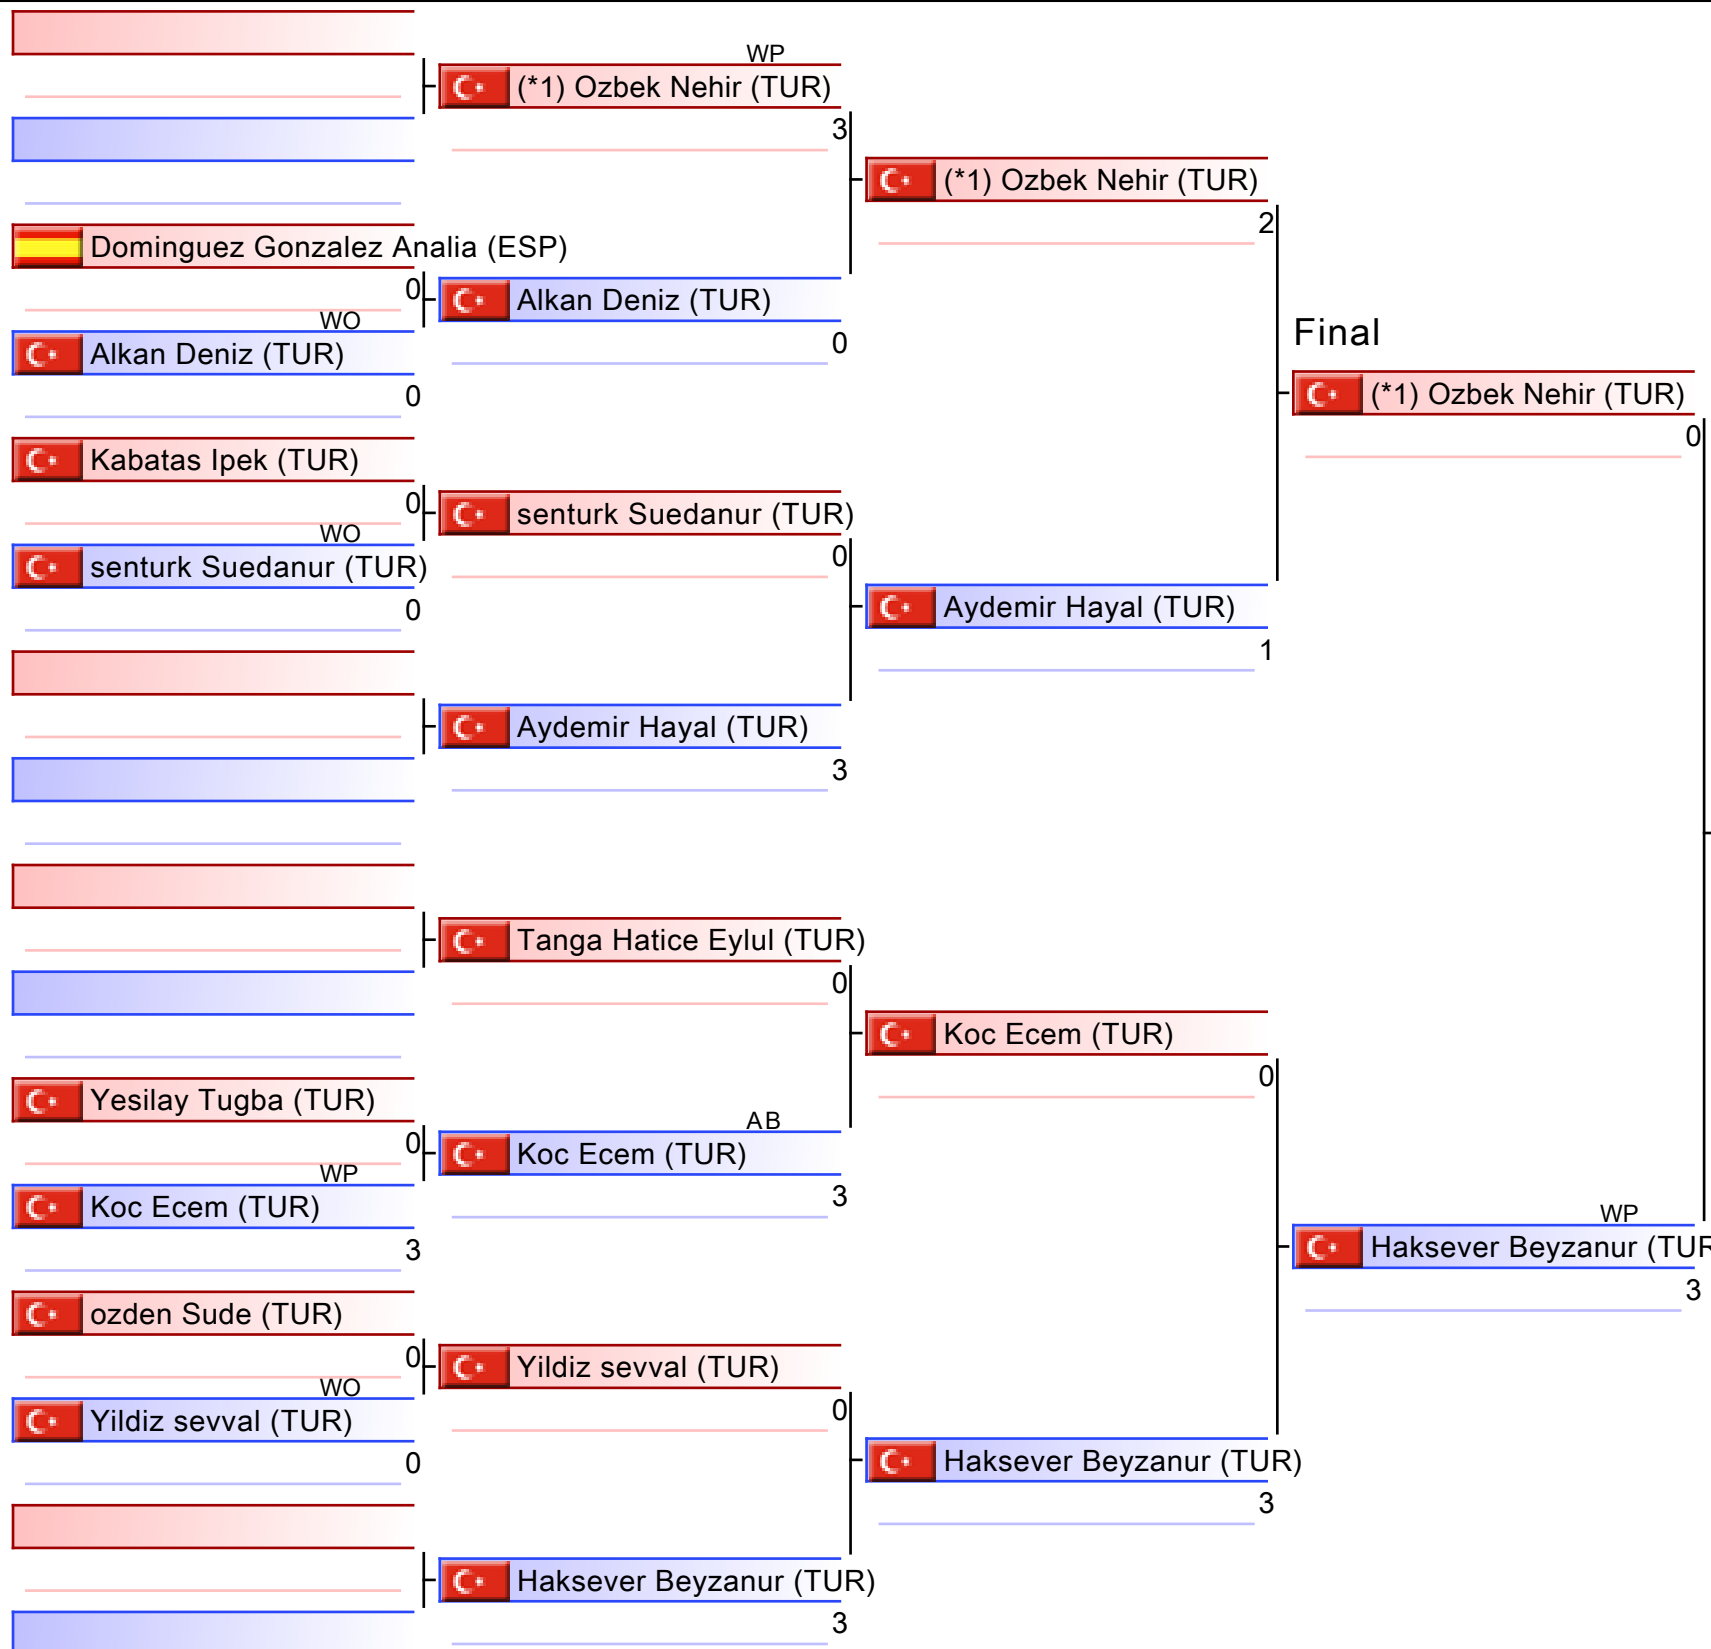 WP
(*1) Ozbek Nehir (TUR)
3
(*1) Ozbek Nehir (TUR)
2
Dominguez Gonzalez Analia (ESP)
0
Alkan Deniz (TUR)
WO
Alkan Deniz (TUR)
0
0
Final
(*1) Ozbek Nehir (TUR)
0
Kabatas Ipek (TUR)
0
senturk Suedanur (TUR)
WO
senturk Suedanur (TUR)
0
0
Aydemir Hayal (TUR)
1
Aydemir Hayal (TUR)
3
Tanga Hatice Eylul (TUR)
0
Koc Ecem (TUR)
0
Yesilay Tugba (TUR)
0
AB
Koc Ecem (TUR)
WP
Koc Ecem (TUR)
3
3
WP
Haksever Beyzanur (TUR
3
ozden Sude (TUR)
0
Yildiz sevval (TUR)
WO
Yildiz sevval (TUR)
0
0
Haksever Beyzanur (TUR)
3
Haksever Beyzanur (TUR)
3